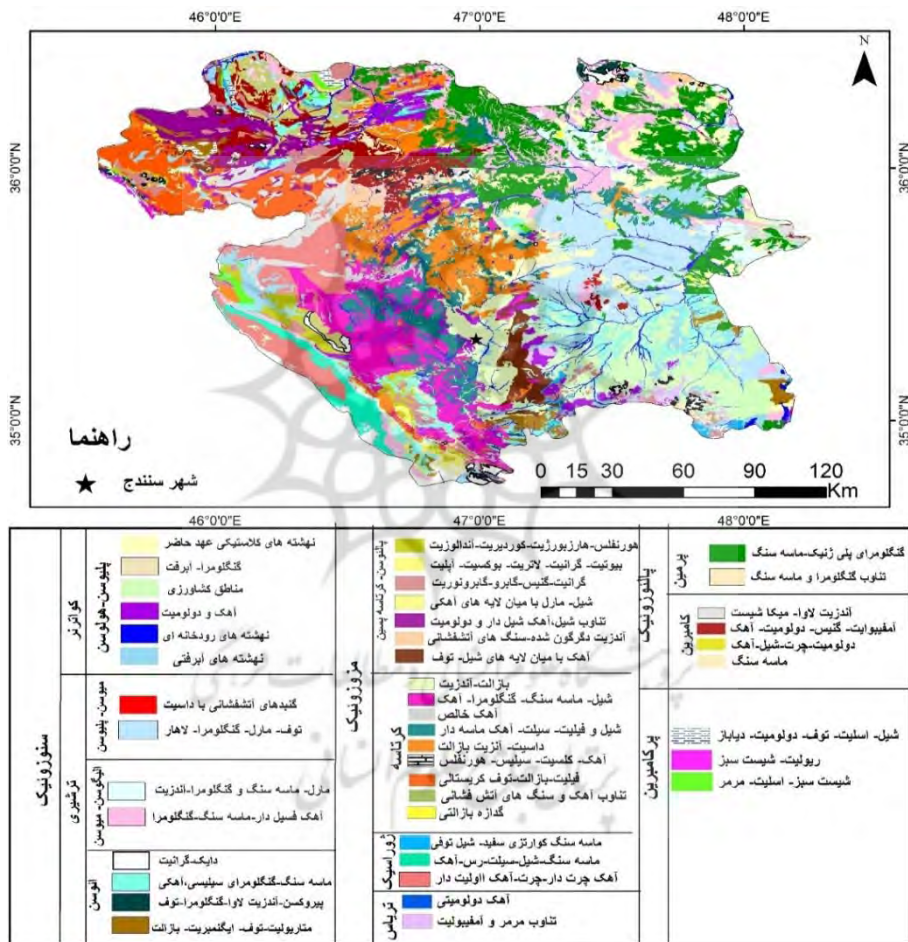 46°0'0"E
47°0'0"E
48°0'0"E
N
36°0'0"N
36°0'0"N
35°0'0"N
35°0'0"N
راهنما
شهر سنندج
0 15 30 60 90 120
Km
46°0'0"E
47°0'0"E
48°0'0"E
سنوزوئیک
کواترنر
پلیوسن-هولوسن
نهشته های کلاستیکی عهد حاضر
کنگلومرا- آبرفت
مناطق کشاورزی
آهک و دولومیت
نهشته های رودخانه ای
نهشته های آبرفتی
ترشیری
میوسن- پلیوسن
گنبدهای آتشفشانی با داسیت
توف- مارل- کنگلومرا- لاهار
الیگوسن- میوسن
مارل- ماسه سنگ و کنگلومرا-آندزیت
آهک فسیل دار-ماسه سنگ-کنگلومرا
ائوسن
دایک-گرانیت
ماسه سنگ-کنگلومرای سیلیسی،آهکی
پیروکسن-آندزیت لاوا-کنگلومرا-توف
متاریولیت-توف- ایگنمبریت- بازالت
مزوزوئیک
پالئوسن- کرتاسه پسین
هورنفلس-هارزبورژیت-کوردیریت-آندالوزیت
بیوتیت- گرانیت- لاتریت- بوکسیت- آپلیت
گرانیت-گنیس-گابرو-گابرونوریت
شیل- مارل با میان لایه های آهکی
تناوب شیل،آهک شیل دار و دولومیت
آندزیت دگرگون شده-سنگ های آتشفشانی
آهک با میان لایه های شیل- توف
کرتاسه
بازالت-آندزیت
شیل- ماسه سنگ- کنگلومرا- آهک
آهک خالص
شیل و فیلیت- سیلت- آهک ماسه دار
داسیت- آنزیت بازالت
آهک- کلسیت- سیلیس- هورنفلس
فیلیت-بازالت-توف کریستالی
تناوب آهک و سنگ های آتش فشانی
گدازه بازالتی
ژوراسیک
ماسه سنگ کوارتزی سفید- شیل توفی
ماسه سنگ-شیل-سیلت-رس-آهک
آهک چرت دار-چرت-آهک االیت دار
تریاس
آهک دولومیتی
تناوب مرمر و آمفیبولیت
پالئوزوئیک
پرمین
کنگلومرای پلی ژنیک-ماسه سنگ
تناوب کنگلومرا و ماسه سنگ
کامبرین
آندزیت لاوا- میکا شیست
آمفیبوایت- گنیس- دولومیت- آهک
دولومیت-چرت-شیل-آهک
ماسه سنگ
پرکامبرین
شیل- اسلیت- توف- دولومیت- دیاباز
ریولیت- شیست سبز
شیست سبز- اسلیت- مرمر